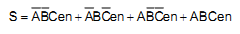 S = A̅B̅Cen + A̅BC̅en + AB̅C̅en + ABCen